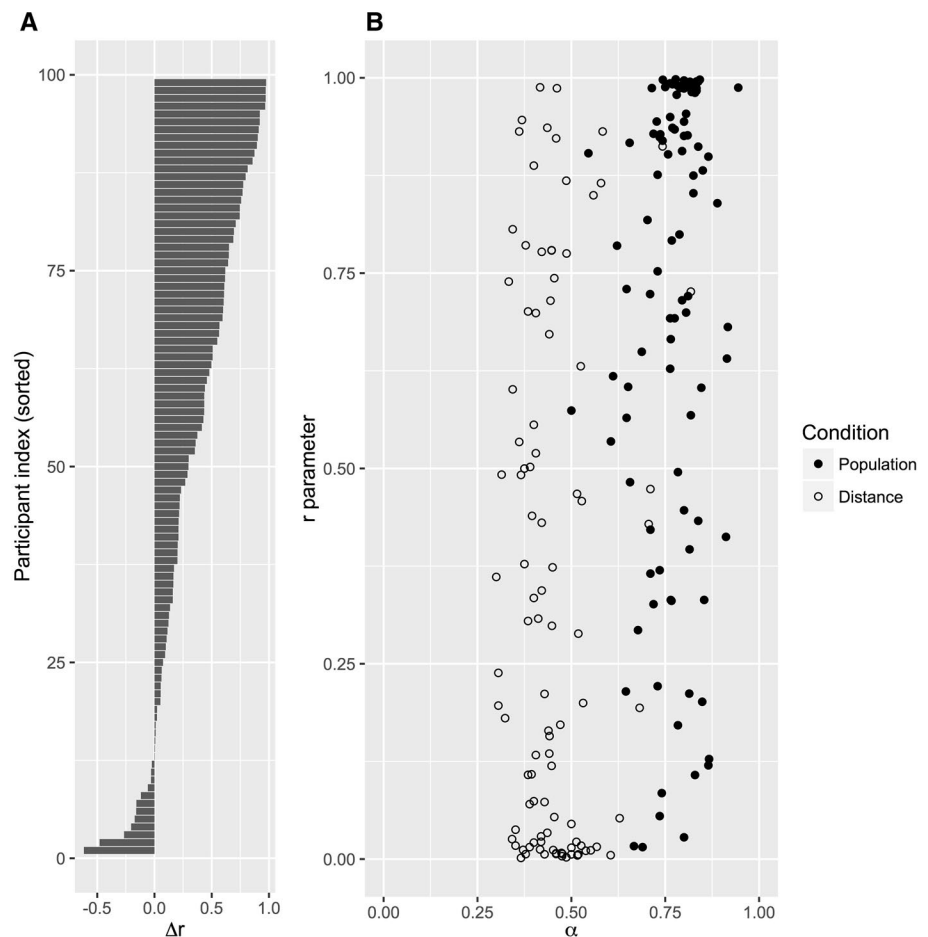 A
B
100
75
50
25
0
Participant index (sorted)
-0.5
0.0
0.5
1.0
Δr
1.00
0.75
0.50
0.25
0.00
r parameter
0.00
0.25
0.50
0.75
1.00
α
Condition
Population
Distance